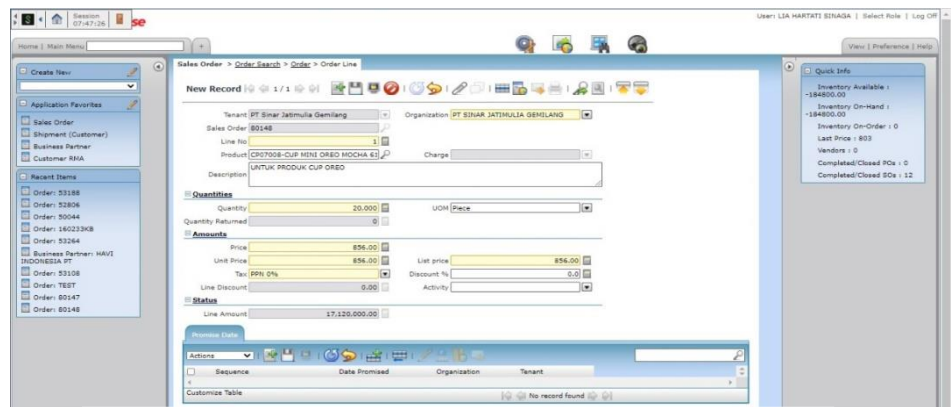 Session
07:47:26
se
User: LIA HARTATI SINAGA | Select Role | Log Off
Home | Main Menu
View | Preference | Help
Create New
Application Favorites
Sales Order
Shipment (Customer)
Business Partner
Customer RMA
Recent Items
Order: 53188
Order: 52806
Order: 50044
Order: 160233KB
Order: 53264
Business Partner: HAVI
INDONESIA PT
Order: 53108
Order: TEST
Order: 80147
Order: 80148
Sales Order > Order Search > Order > Order Line
New Record 1/1
Tenant PT Sinar Jatimulia Gemilang Organization PT SINAR JATIMULIA GEMILANG
Sales Order 80148
Line No 1
Product CP07008-CUP MINI OREO MOCHA 61 Charge
Description UNTUK PRODUK CUP OREO
Quantities
Quantity 20.000 UOM Piece
Quantity Returned 0
Amounts
Price 856.00
Unit Price 856.00 List price 856.00
Tax PPN 0% Discount % 0.0
Line Discount 0.00 Activity
Status
Line Amount 17,120,000.00
Promise Date
Actions
Sequence Date Promised Organization Tenant
Customize Table No record found
Quick Info
Inventory Available :
-184800.00
Inventory On-Hand :
-184800.00
Inventory On-Order : 0
Last Price : 803
Vendors : 0
Completed/Closed POs : 0
Completed/Closed SOs : 12